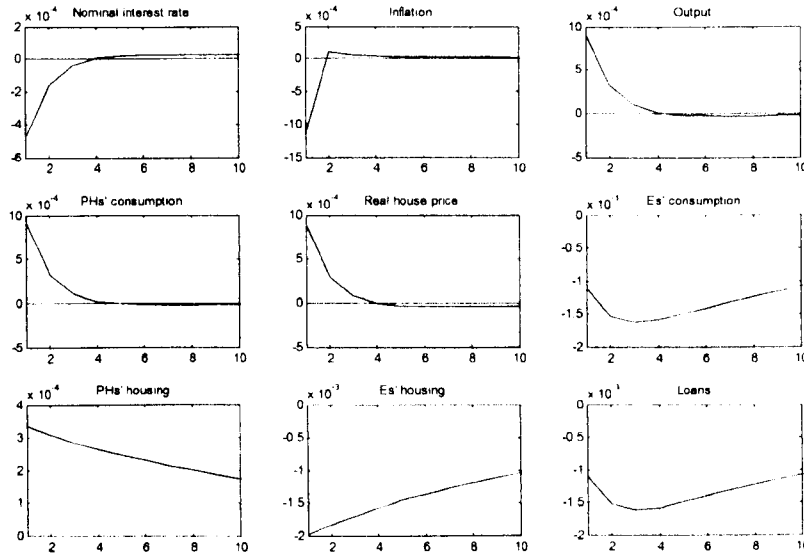 x 10⁻⁴ Nominal interest rate
2
0
-2
-4
-6
2 4 6 8 10
x 10⁻⁴ Inflation
5
0
-5
-10
-15
2 4 6 8 10
x 10⁻⁴ Output
10
5
0
-5
2 4 6 8 10
x 10⁻⁴ PHs' consumption
10
5
0
-5
2 4 6 8 10
x 10⁻⁴ Real house price
10
5
0
-5
2 4 6 8 10
x 10 Es' consumption
0
-0.5
-1
-1.5
-2
2 4 6 8 10
x 10⁻⁴ PHs' housing
4
3
2
1
0
2 4 6 8 10
x 10⁻³ Es' housing
0
-0.5
-1
-1.5
-2
2 4 6 8 10
x 10 Loans
0
-0.5
-1
-1.5
-2
2 4 6 8 10